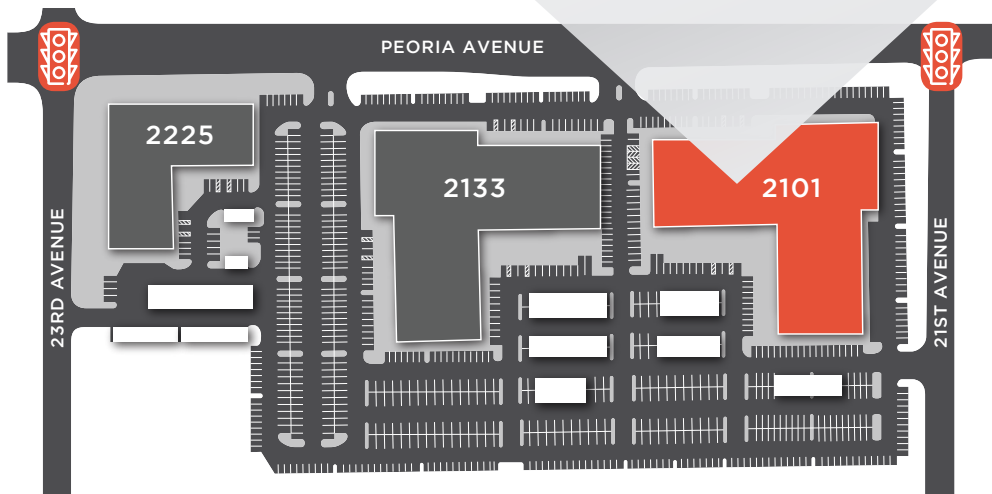 PEORIA AVENUE
2225
2133
2101
23RD AVENUE
21ST AVENUE